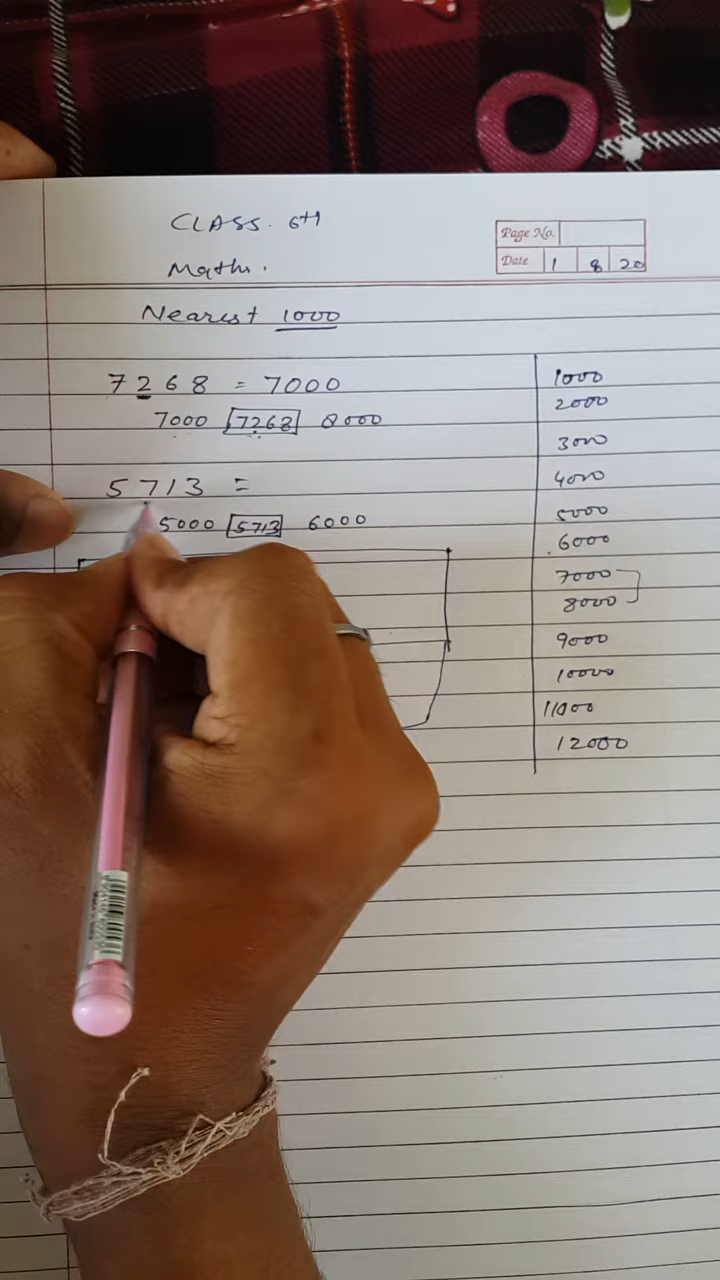 CLASS. 6th
Maths.
Page No.
Date 1 8 20
Nearest 1000
7268 = 7000
7000 7268 8000
5713 =
5000 5713 6000
1000
2000
3000
4000
5000
6000
7000
8000
9000
10000
11000
12000